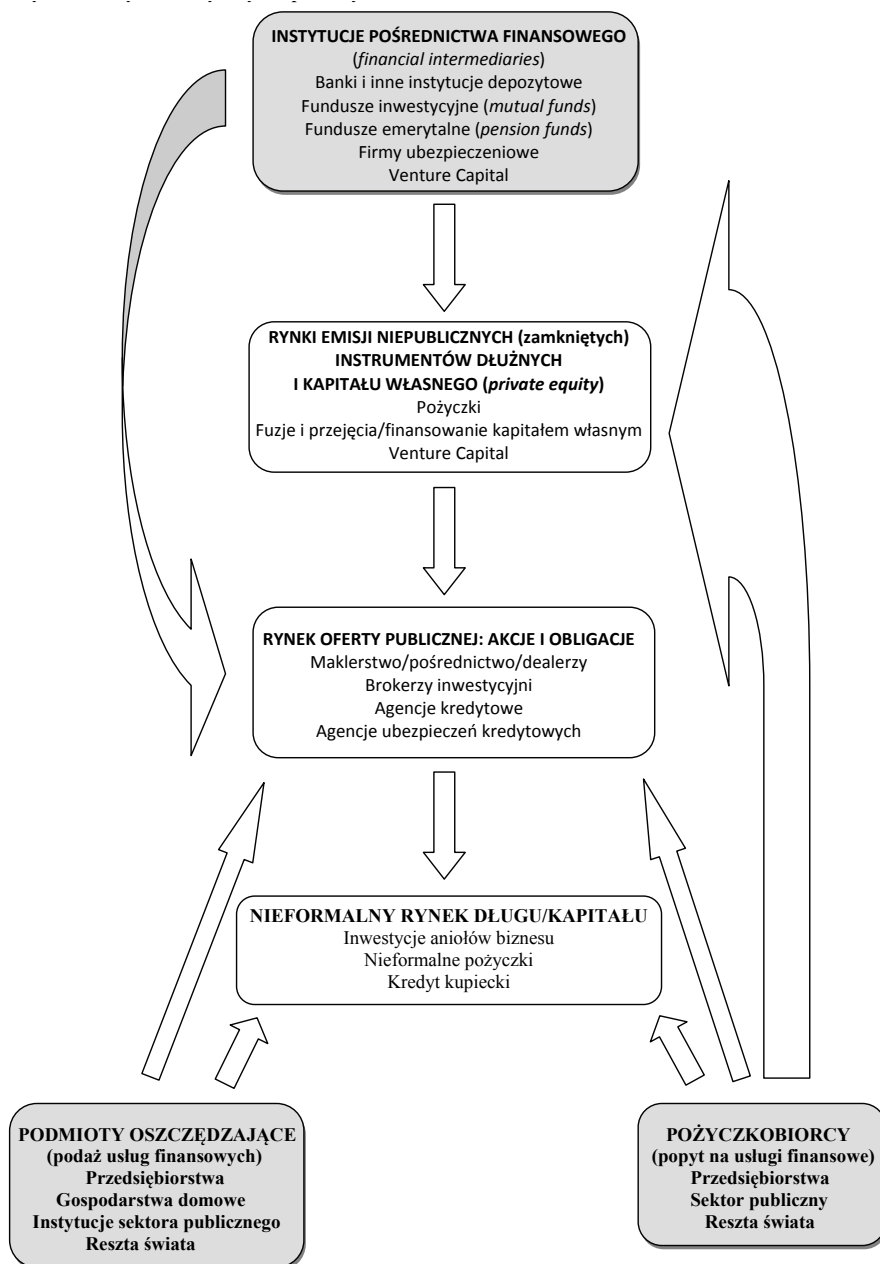 INSTYTUCJE POŚREDNICTWA FINANSOWEGO
(financial intermediaries)
Banki i inne instytucje depozytowe
Fundusze inwestycyjne (mutual funds)
Fundusze emerytalne (pension funds)
Firmy ubezpieczeniowe
Venture Capital
RYNKI EMISJI NIEPUBLICZNYCH (zamkniętych)
INSTRUMENTÓW DŁUŻNYCH
I KAPITAŁU WŁASNEGO (private equity)
Pożyczki
Fuzje i przejęcia/finansowanie kapitałem własnym
Venture Capital
RYNEK OFERTY PUBLICZNEJ: AKCJE I OBLIGACJE
Maklerstwo/pośrednictwo/dealerzy
Brokerzy inwestycyjni
Agencje kredytowe
Agencje ubezpieczeń kredytowych
NIEFORMALNY RYNEK DŁUGU/KAPITAŁU
Inwestycje aniołów biznesu
Nieformalne pożyczki
Kredyt kupiecki
PODMIOTY OSZCZĘDZAJĄCE
(podaż usług finansowych)
Przedsiębiorstwa
Gospodarstwa domowe
Instytucje sektora publicznego
Reszta świata
POŻYCZKOBIORCY
(popyt na usługi finansowe)
Przedsiębiorstwa
Sektor publiczny
Reszta świata